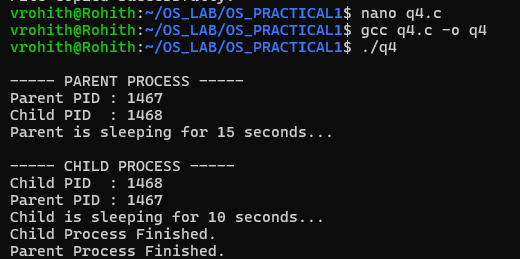 vrohith@Rohith:~/OS_LAB/OS_PRACTICAL1$ nano q4.c
vrohith@Rohith:~/OS_LAB/OS_PRACTICAL1$ gcc q4.c -o q4
vrohith@Rohith:~/OS_LAB/OS_PRACTICAL1$ ./q4
----- PARENT PROCESS -----
Parent PID : 1467
Child PID  : 1468
Parent is sleeping for 15 seconds...
----- CHILD PROCESS -----
Child PID  : 1468
Parent PID : 1467
Child is sleeping for 10 seconds...
Child Process Finished.
Parent Process Finished.